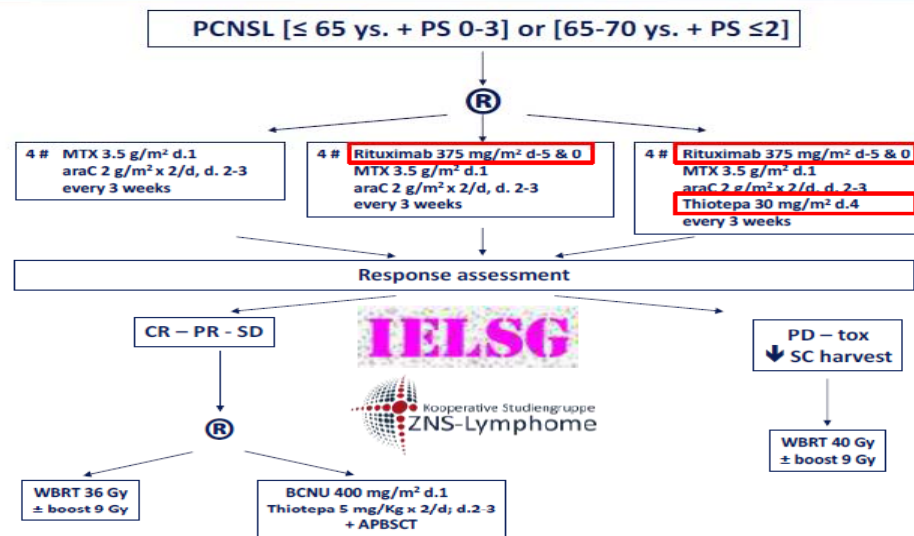 PCNSL [≤ 65 ys. + PS 0-3] or [65-70 ys. + PS ≤2]
®
4 # MTX 3.5 g/m² d.1
araC 2 g/m² x 2/d, d. 2-3
every 3 weeks
4 # Rituximab 375 mg/m² d-5 & 0
MTX 3.5 g/m² d.1
araC 2 g/m² x 2/d, d. 2-3
every 3 weeks
4 # Rituximab 375 mg/m² d-5 & 0
MTX 3.5 g/m² d.1
araC 2 g/m² x 2/d, d. 2-3
Thiotepa 30 mg/m² d.4
every 3 weeks
Response assessment
CR – PR - SD
IELSG
PD – tox
SC harvest
Kooperative Studiengruppe
ZNS-Lymphome
®
WBRT 40 Gy
± boost 9 Gy
WBRT 36 Gy
± boost 9 Gy
BCNU 400 mg/m² d.1
Thiotepa 5 mg/Kg x 2/d; d.2-3
+ APBSCT